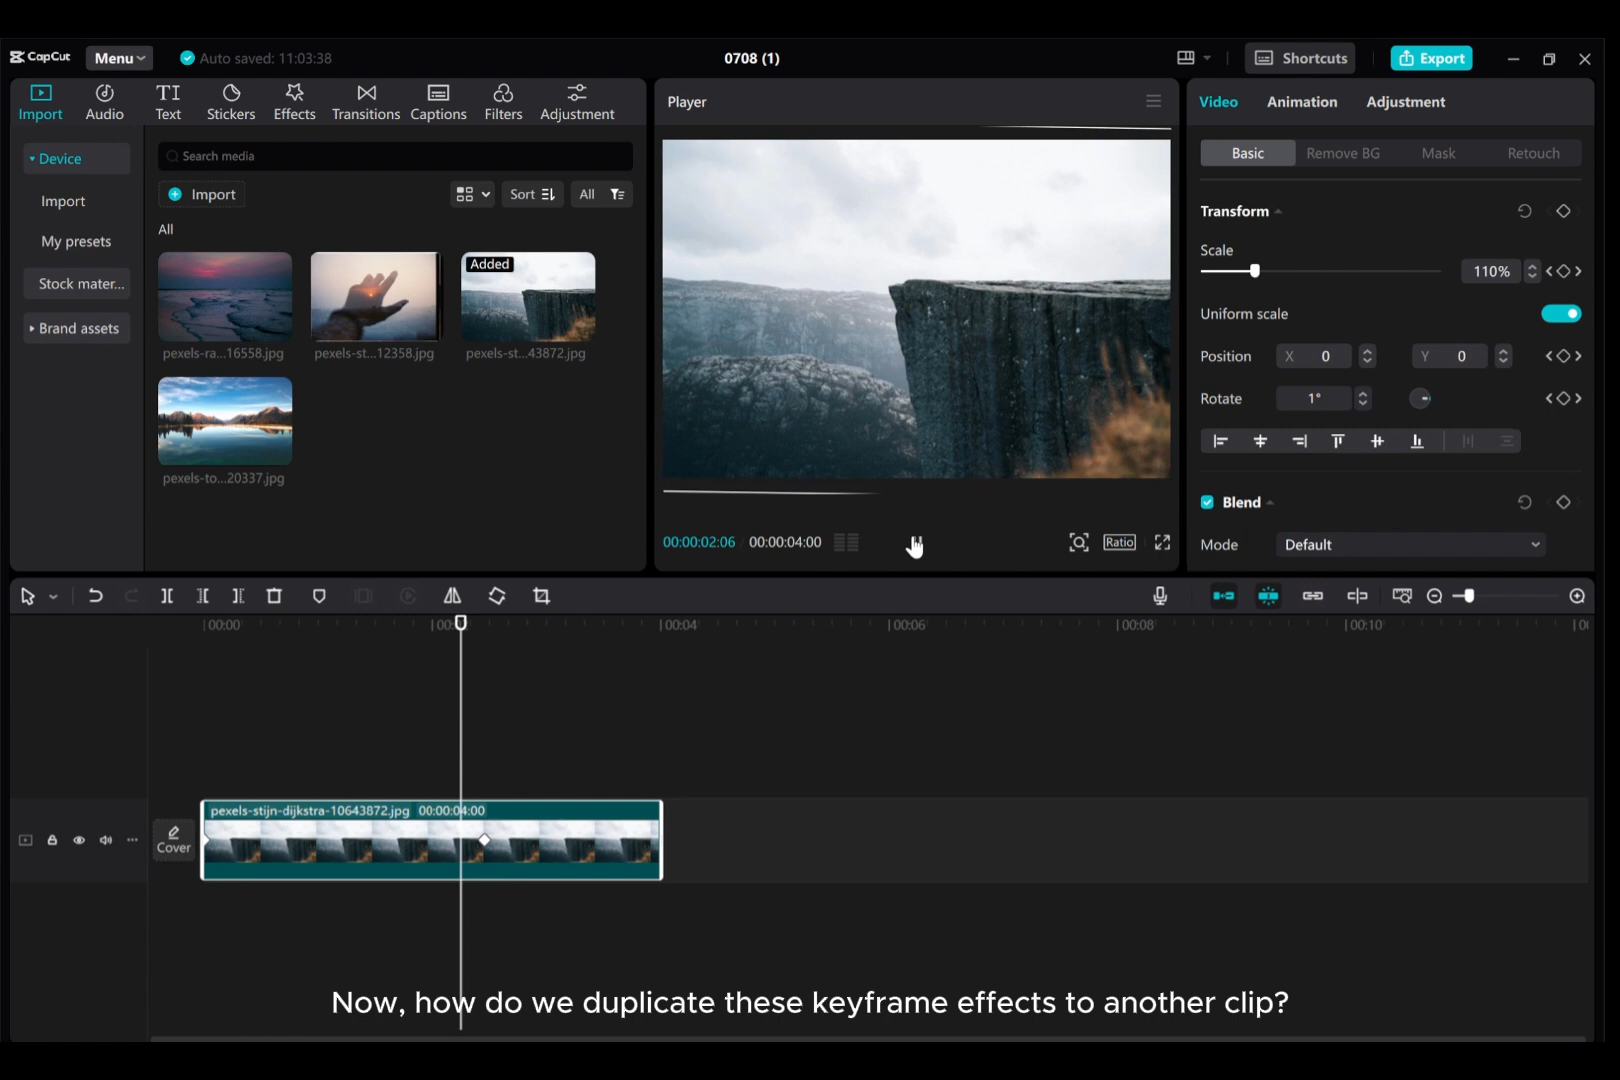 CapCut
Menu
Auto saved: 11:03:38
0708 (1)
Shortcuts
Export
Import
Audio
TI
Text
Stickers
Effects
Transitions
Captions
Filters
Adjustment
Device
Import
My presets
Stock mater...
Brand assets
Search media
Import
Sort
All
All
Added
pexels-ra...16558.jpg
pexels-st...12358.jpg
pexels-st...43872.jpg
pexels-to...20337.jpg
Player
00:00:02:06
00:00:04:00
Ratio
Video
Animation
Adjustment
Basic
Remove BG
Mask
Retouch
Transform
Scale
110%
Uniform scale
Position
X 0
Y 0
Rotate
1°
Blend
Mode
Default
00:00
00:04
00:06
00:08
00:10
pexels-stijn-dijkstra-10643872.jpg 00:00:04:00
Cover
Now, how do we duplicate these keyframe effects to another clip?